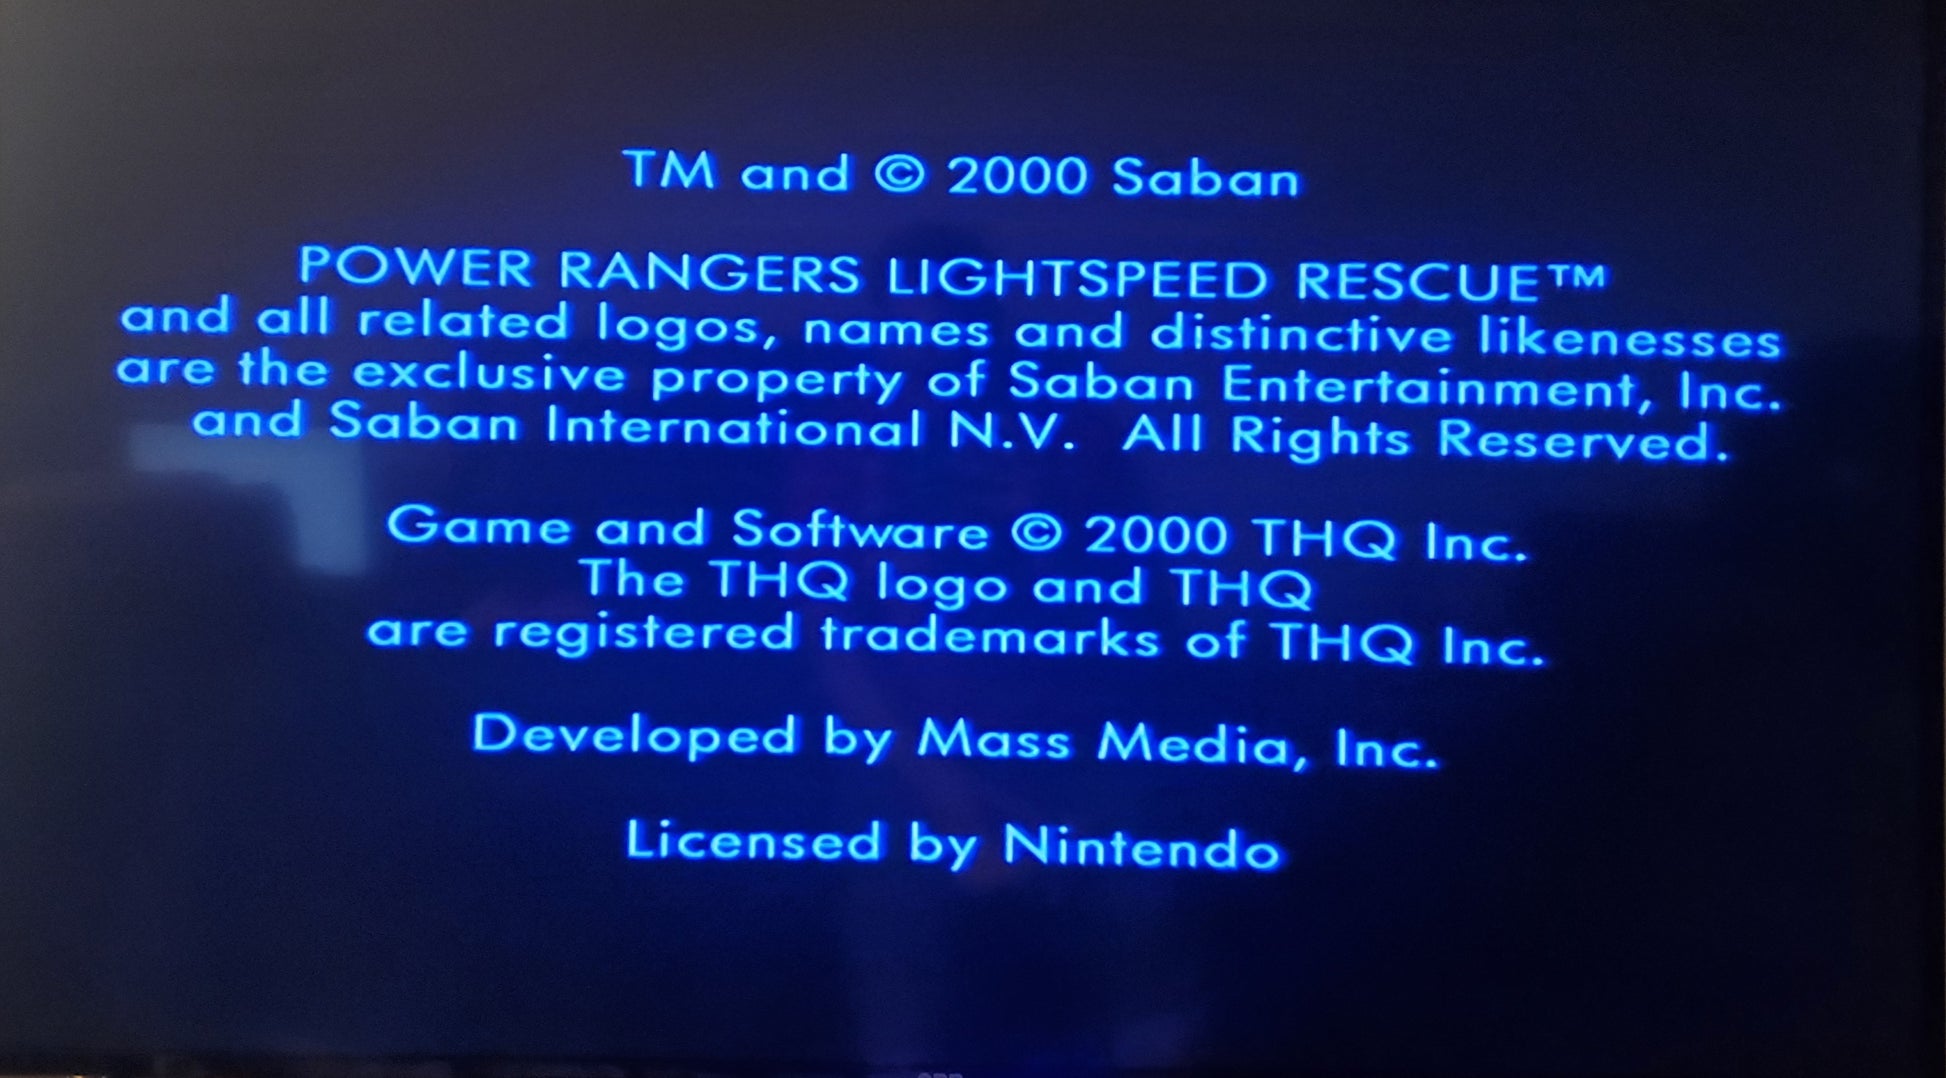 TM and © 2000 Saban
POWER RANGERS LIGHTSPEED RESCUE™
and all related logos, names and distinctive likenesses
are the exclusive property of Saban Entertainment, Inc.
and Saban International N.V. All Rights Reserved.
Game and Software © 2000 THQ Inc.
The THQ logo and THQ
are registered trademarks of THQ Inc.
Developed by Mass Media, Inc.
Licensed by Nintendo